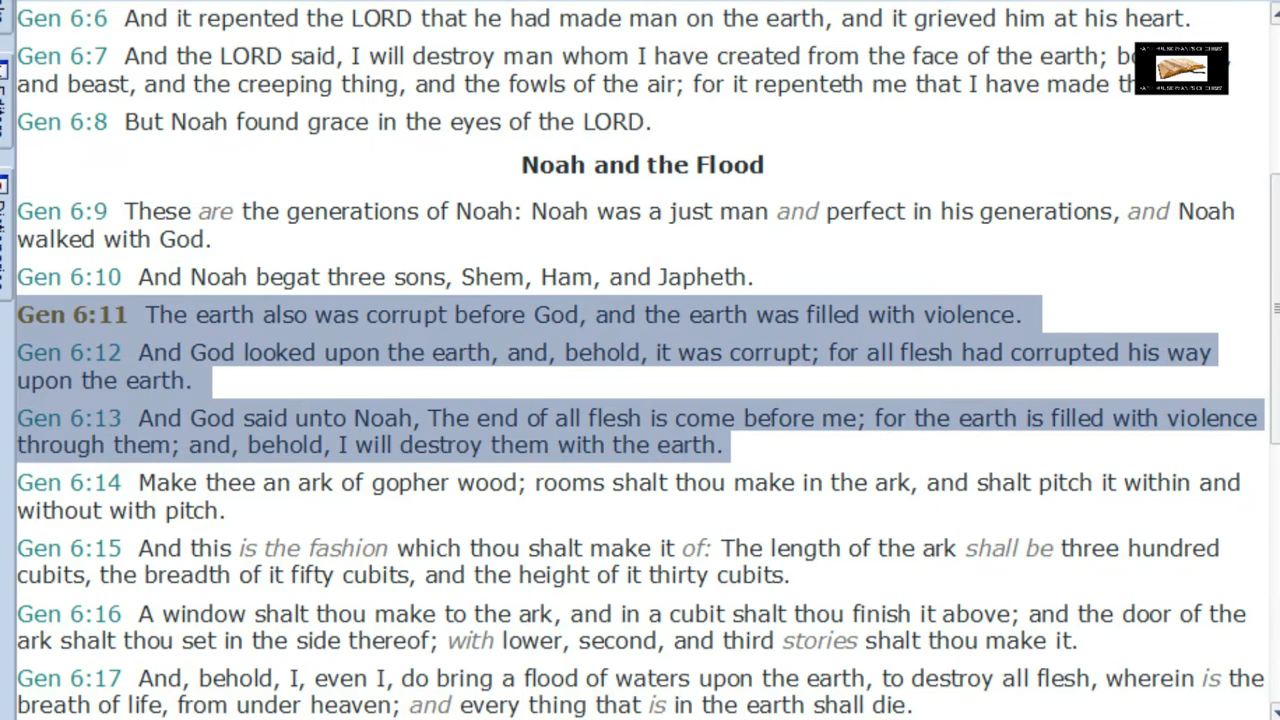 Gen 6:6 And it repented the LORD that he had made man on the earth, and it grieved him at his heart.
Gen 6:7 And the LORD said, I will destroy man whom I have created from the face of the earth;
and beast, and the creeping thing, and the fowls of the air; for it repenteth me that I have made
Gen 6:8 But Noah found grace in the eyes of the LORD.
Noah and the Flood
Gen 6:9 These are the generations of Noah: Noah was a just man and perfect in his generations, and Noah
walked with God.
Gen 6:10 And Noah begat three sons, Shem, Ham, and Japheth.
Gen 6:11 The earth also was corrupt before God, and the earth was filled with violence.
Gen 6:12 And God looked upon the earth, and, behold, it was corrupt; for all flesh had corrupted his way
upon the earth.
Gen 6:13 And God said unto Noah, The end of all flesh is come before me; for the earth is filled with violence
through them; and, behold, I will destroy them with the earth.
Gen 6:14 Make thee an ark of gopher wood; rooms shalt thou make in the ark, and shalt pitch it within and
without with pitch.
Gen 6:15 And this is the fashion which thou shalt make it of: The length of the ark shall be three hundred
cubits, the breadth of it fifty cubits, and the height of it thirty cubits.
Gen 6:16 A window shalt thou make to the ark, and in a cubit shalt thou finish it above; and the door of the
ark shalt thou set in the side thereof; with lower, second, and third stories shalt thou make it.
Gen 6:17 And, behold, I, even I, do bring a flood of waters upon the earth, to destroy all flesh, wherein is the
breath of life, from under heaven; and every thing that is in the earth shall die.